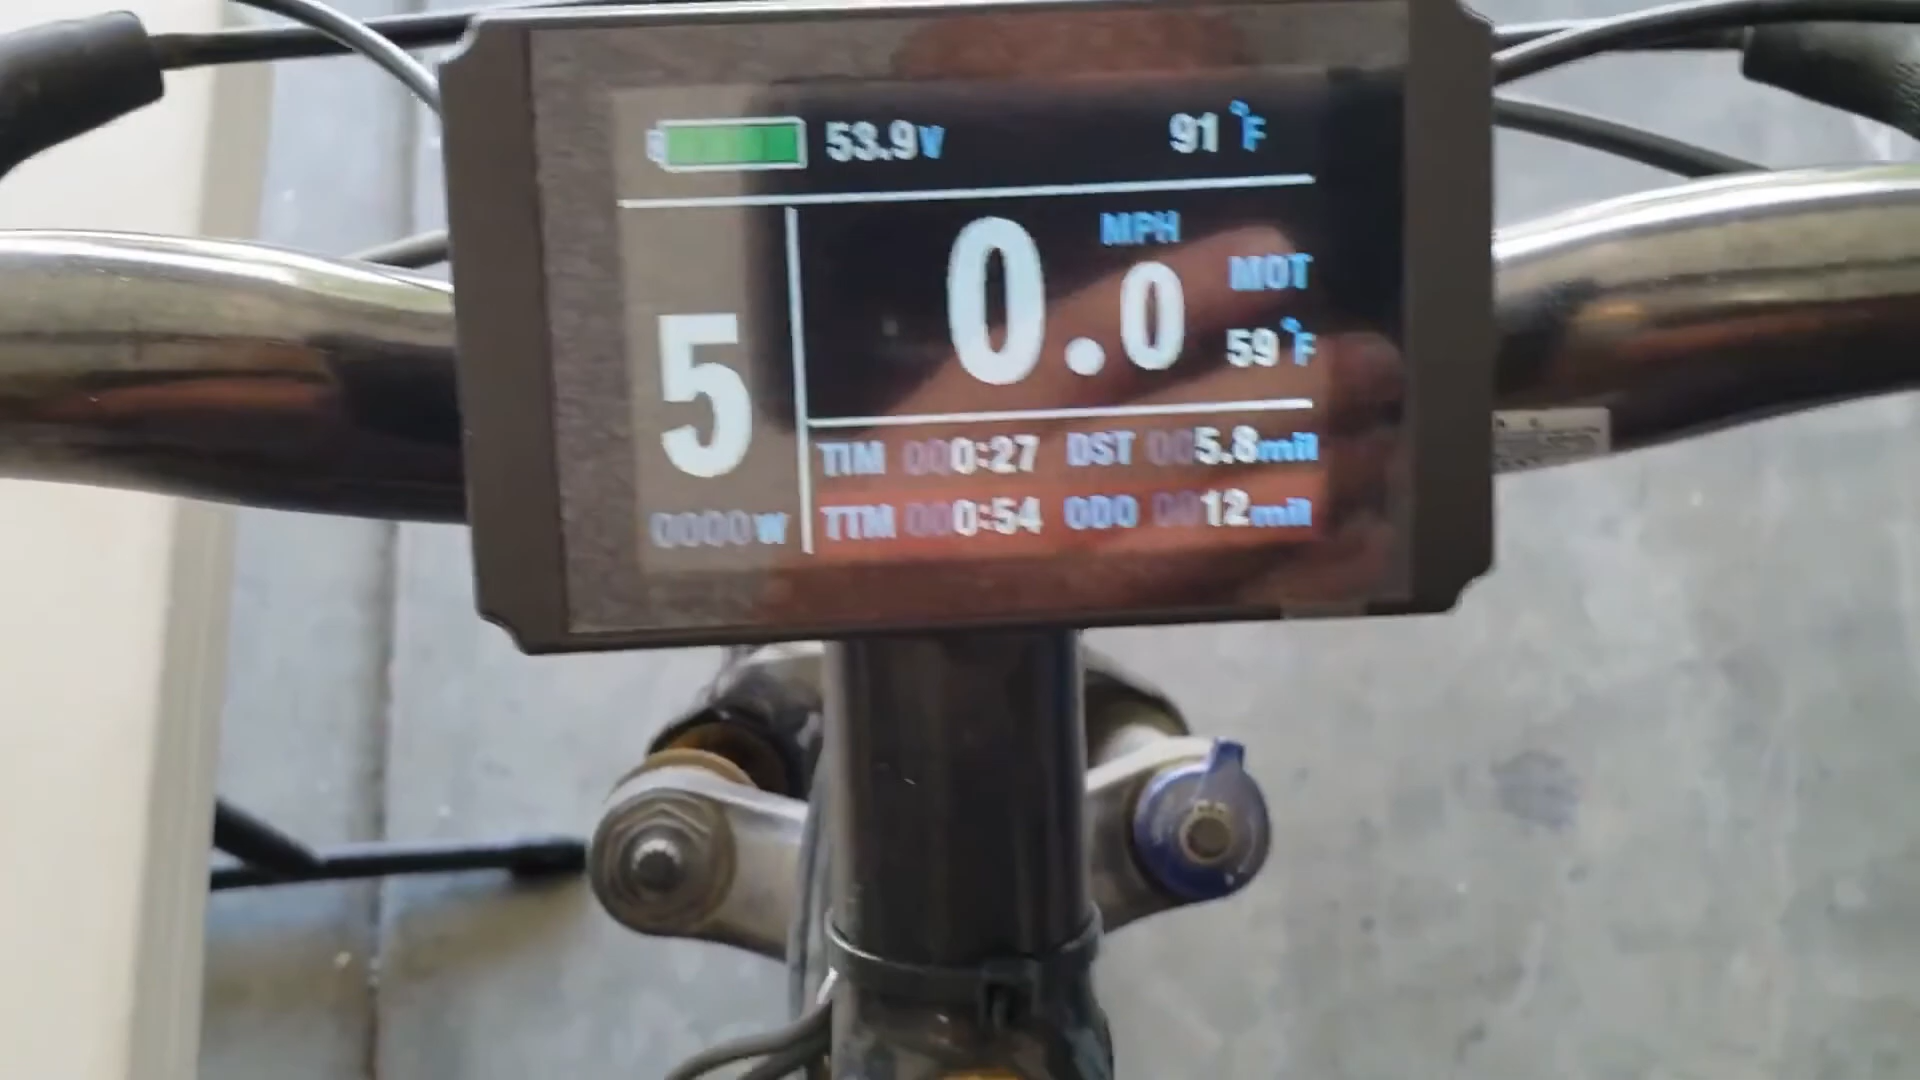 53.9V 91 °F
MPH
5 0.0 MOT
59 °F
TIM 000:27 DST 005.8mil
0000W TTM 000:54 ODO 0012mil